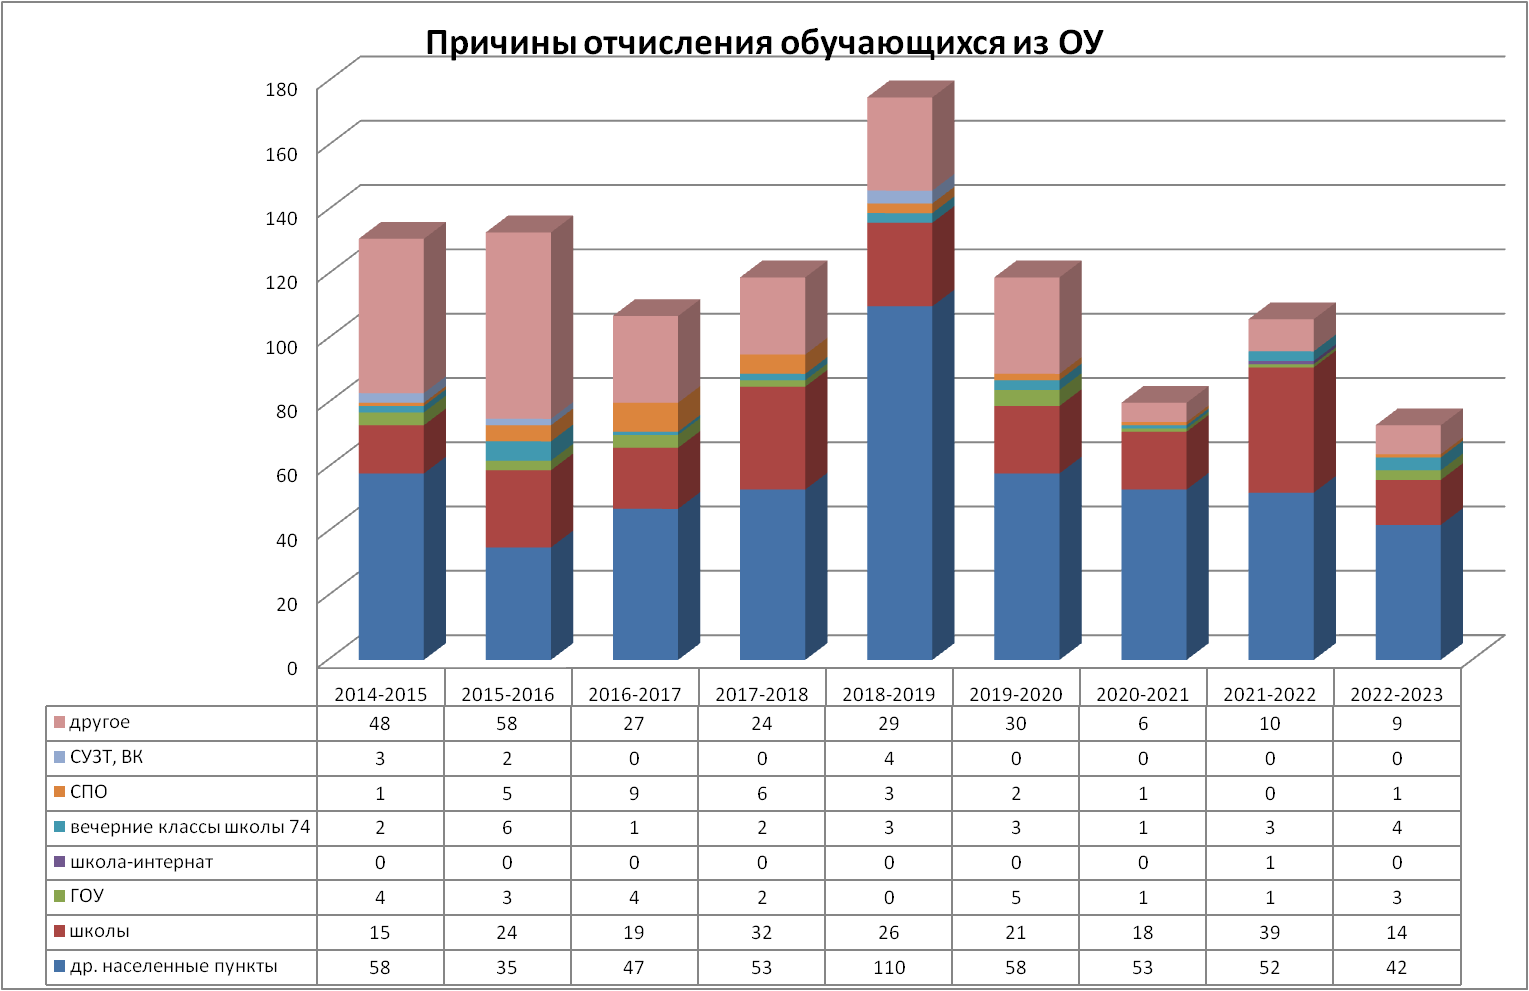 Причины отчисления обучающихся из ОУ
180
160
140
120
100
80
60
40
20
0
2014-2015 2015-2016 2016-2017 2017-2018 2018-2019 2019-2020 2020-2021 2021-2022 2022-2023
другое 48 58 27 24 29 30 6 10 9
СУЗТ, ВК 3 2 0 0 4 0 0 0 0
СПО 1 5 9 6 3 2 1 0 1
вечерние классы школы 74 2 6 1 2 3 3 1 3 4
школа-интернат 0 0 0 0 0 0 0 1 0
ГОУ 4 3 4 2 0 5 1 1 3
школы 15 24 19 32 26 21 18 39 14
др. населенные пункты 58 35 47 53 110 58 53 52 42